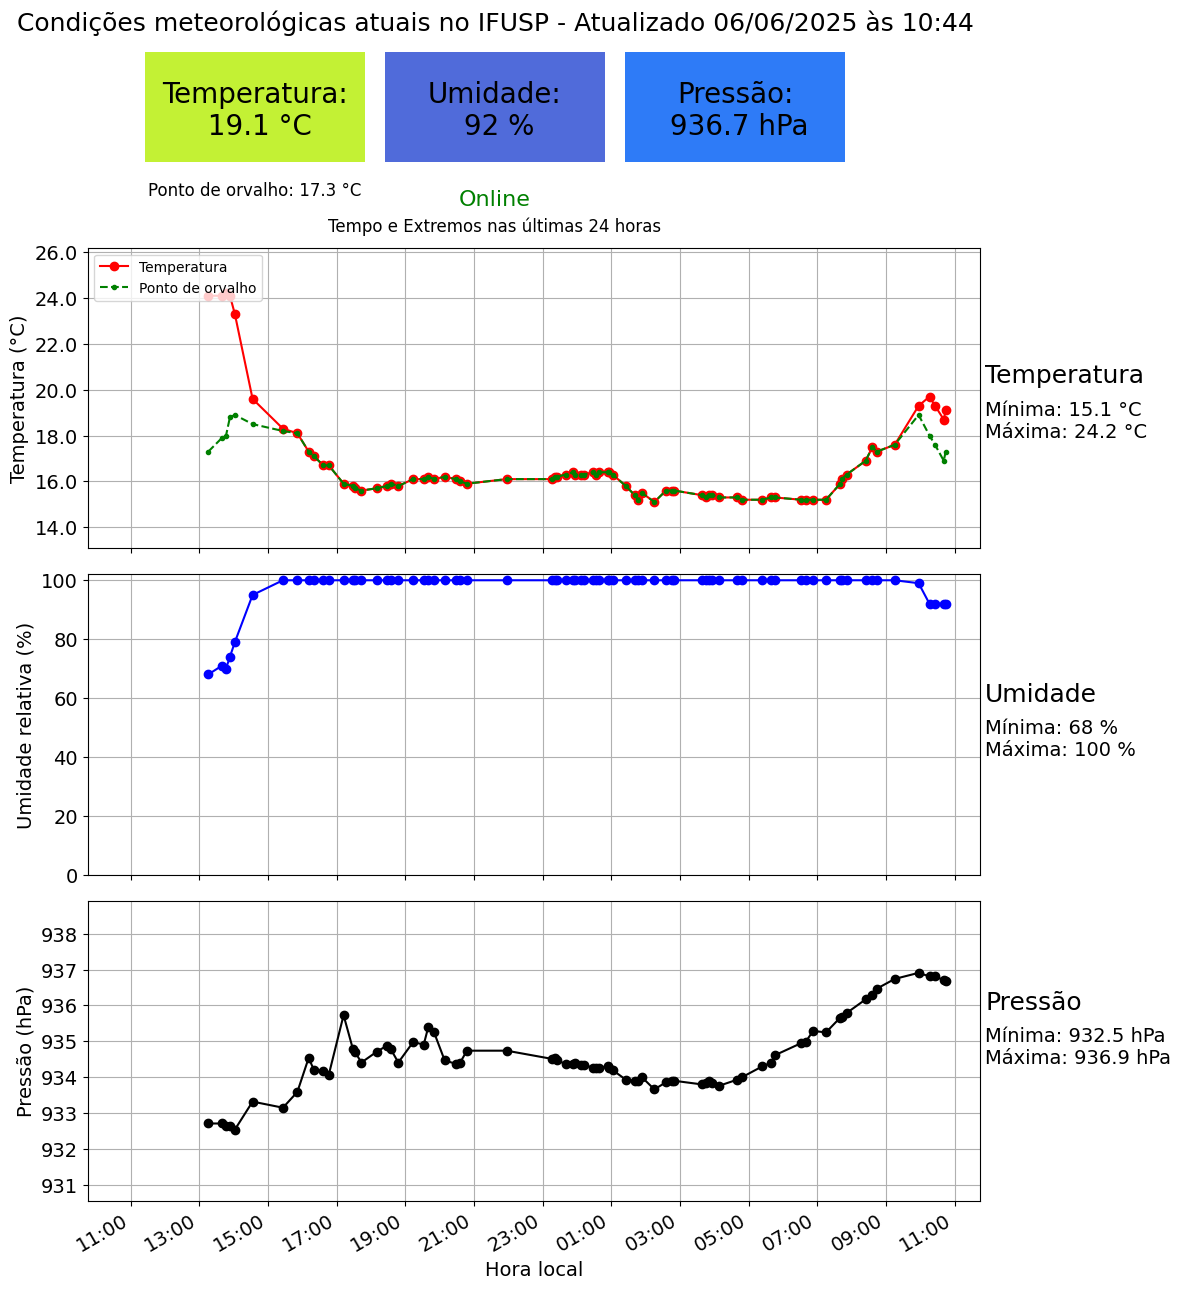 Condições meteorológicas atuais no IFUSP - Atualizado 06/06/2025 às 10:44
Temperatura:
19.1 °C
Umidade:
92 %
Pressão:
936.7 hPa
Ponto de orvalho: 17.3 °C
Online
Tempo e Extremos nas últimas 24 horas
Temperatura (°C)
26.0
24.0
22.0
20.0
18.0
16.0
14.0
Temperatura
Ponto de orvalho
Temperatura
Mínima: 15.1 °C
Máxima: 24.2 °C
Umidade relativa (%)
100
80
60
40
20
0
Umidade
Mínima: 68 %
Máxima: 100 %
Pressão (hPa)
938
937
936
935
934
933
932
931
Pressão
Mínima: 932.5 hPa
Máxima: 936.9 hPa
11:00 13:00 15:00 17:00 19:00 21:00 23:00 01:00 03:00 05:00 07:00 09:00 11:00
Hora local